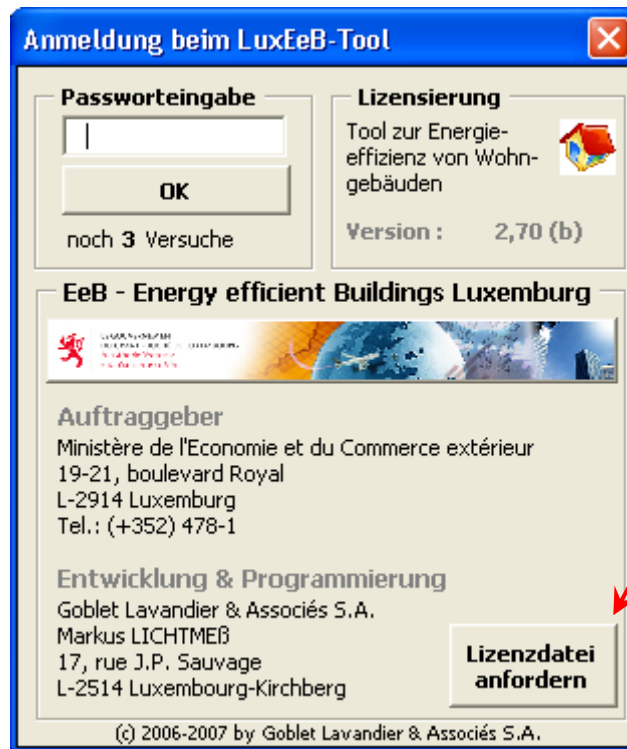 Anmeldung beim LuxEeB-Tool
Passworteingabe
OK
noch 3 Versuche
Lizensierung
Tool zur Energie-
effizienz von Wohn-
gebäuden
Version : 2,70 (b)
EeB - Energy efficient Buildings Luxemburg
Auftraggeber
Ministère de l'Economie et du Commerce extérieur
19-21, boulevard Royal
L-2914 Luxemburg
Tel.: (+352) 478-1
Entwicklung & Programmierung
Goblet Lavandier & Associés S.A.
Markus LICHTMEß
17, rue J.P. Sauvage
L-2514 Luxembourg-Kirchberg
Lizenzdatei
anfordern
(c) 2006-2007 by Goblet Lavandier & Associés S.A.